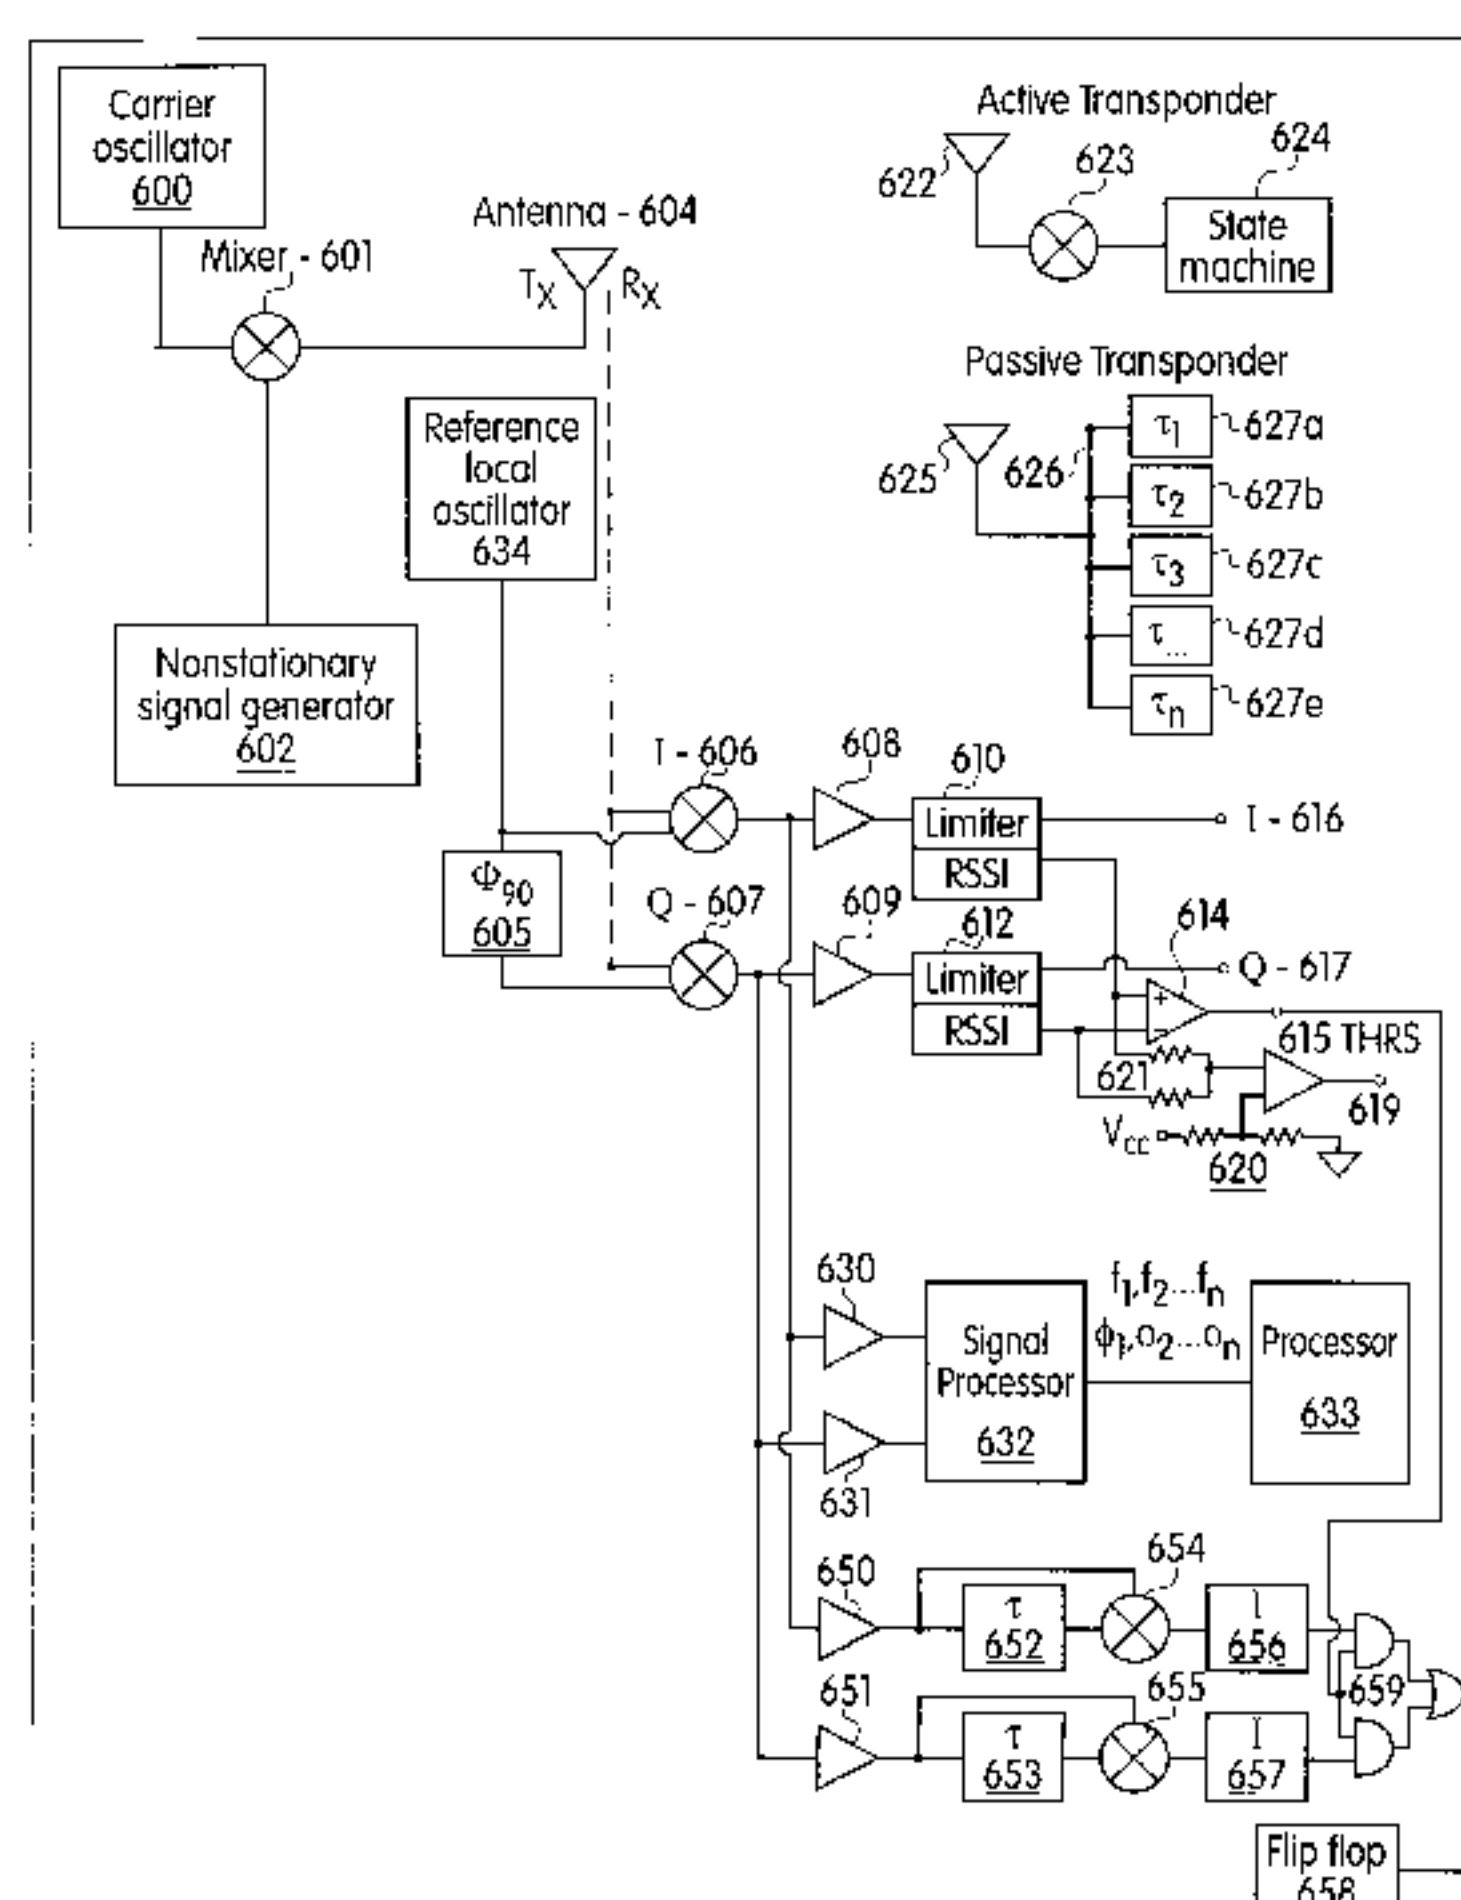 Carrier
oscillator
600
Mixer - 601
Antenna - 604
TX
RX
Active Transponder
622
623
624
State
machine
Passive Transponder
625
626
τ1
627a
τ2
627b
τ3
627c
τ...
627d
τn
627e
Reference
local
oscillator
634
Nonstationary
signal generator
602
I - 606
608
610
Limiter
RSSI
I - 616
Φ90
605
Q - 607
609
612
Limiter
RSSI
614
Q - 617
+
−
615 THRS
621
619
Vcc
620
630
631
Signal
Processor
632
f1,f2...fn
ϕ1,o2...on
Processor
633
650
τ
652
654
I
656
651
τ
653
655
I
657
659
Flip flop
658